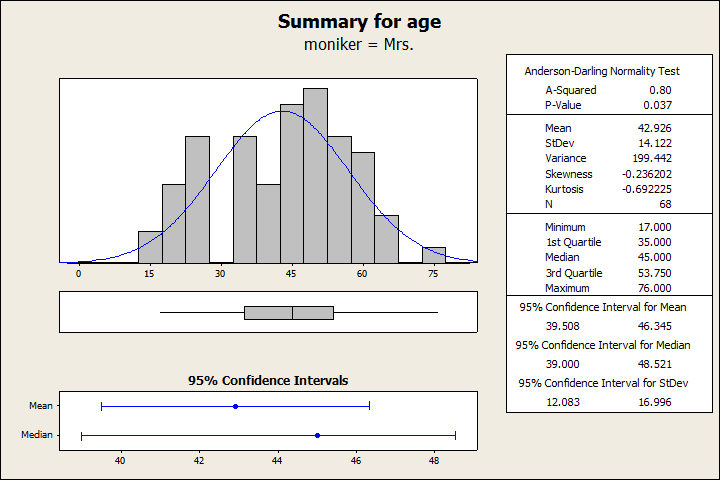 Summary for age
moniker = Mrs.
Anderson-Darling Normality Test
A-Squared 0.80
P-Value 0.037
Mean 42.926
StDev 14.122
Variance 199.442
Skewness -0.236202
Kurtosis -0.692225
N 68
Minimum 17.000
1st Quartile 35.000
Median 45.000
3rd Quartile 53.750
Maximum 76.000
95% Confidence Interval for Mean
39.508 46.345
95% Confidence Interval for Median
39.000 48.521
95% Confidence Interval for StDev
12.083 16.996
0 15 30 45 60 75
95% Confidence Intervals
Mean
Median
40 42 44 46 48